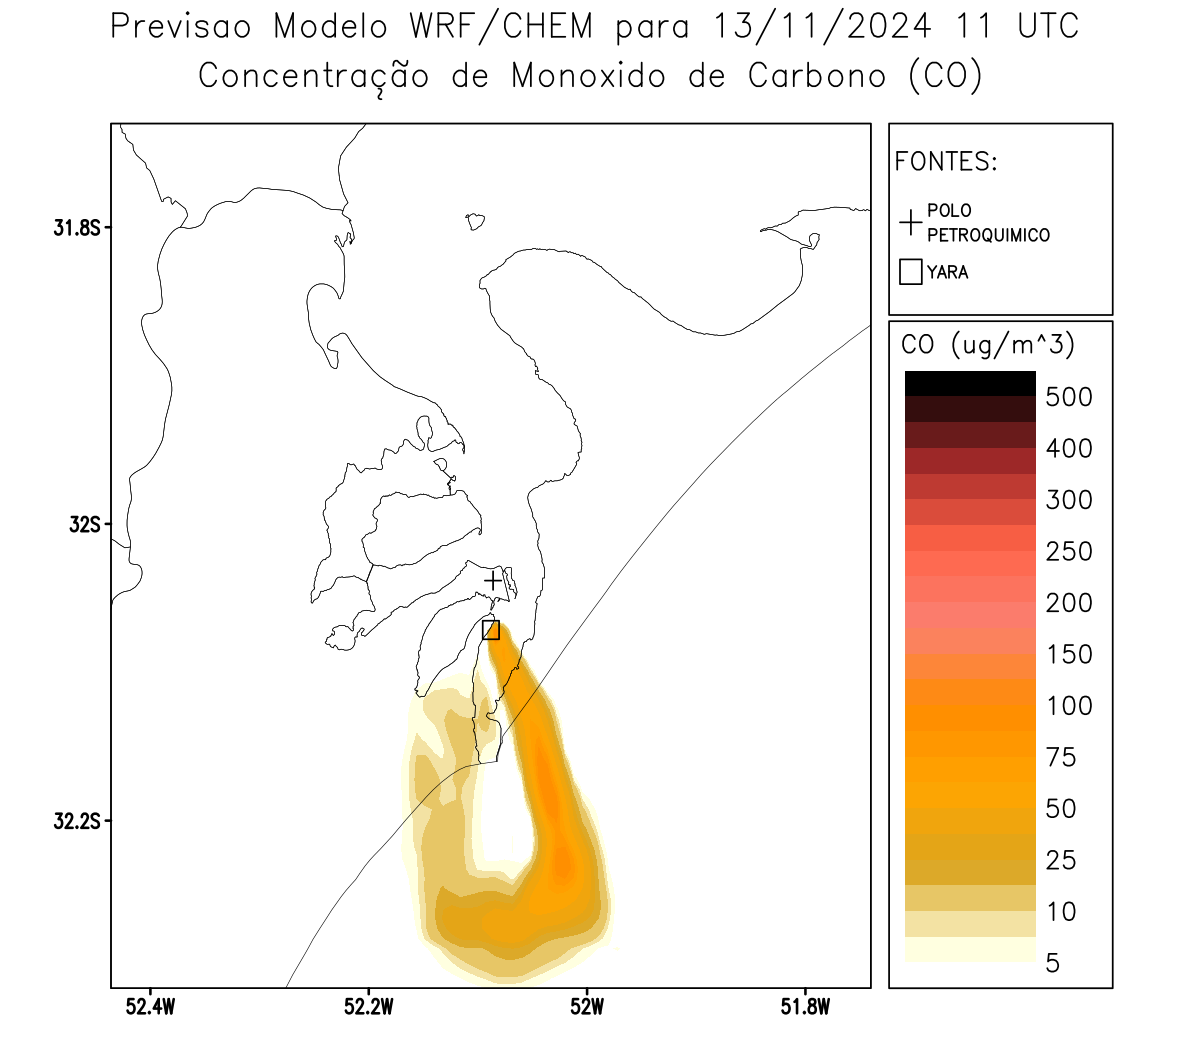 Previsao Modelo WRF/CHEM para 13/11/2024 11 UTC
Concentração de Monoxido de Carbono (CO)
FONTES:
POLO
PETROQUIMICO
YARA
31.8S
32S
32.2S
52.4W
52.2W
52W
51.8W
CO (ug/m^3)
500
400
300
250
200
150
100
75
50
25
10
5